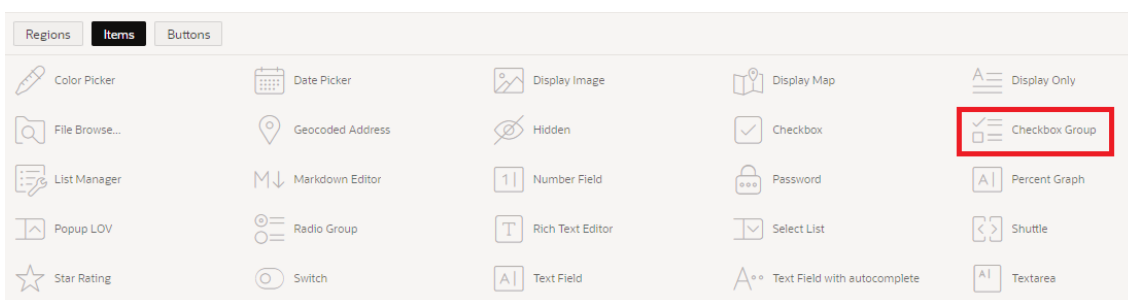 Regions Items Buttons
Color Picker Date Picker Display Image Display Map Display Only
File Browse... Geocoded Address Hidden Checkbox Checkbox Group
List Manager Markdown Editor Number Field Password Percent Graph
Popup LOV Radio Group Rich Text Editor Select List Shuttle
Star Rating Switch Text Field Text Field with autocomplete Textarea